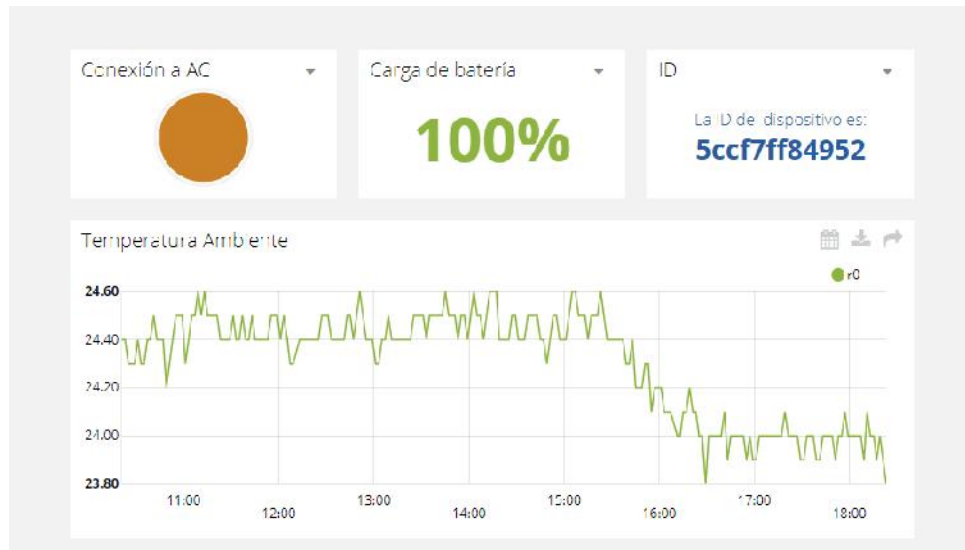 Conexión a AC
Carga de batería
ID
100%
La ID de dispositivo es:
5ccf7ff84952
Temperatura Ambiente
r0
24.60
24.40
24.20
24.00
23.80
11:00
12:00
13:00
14:00
15:00
16:00
17:00
18:00